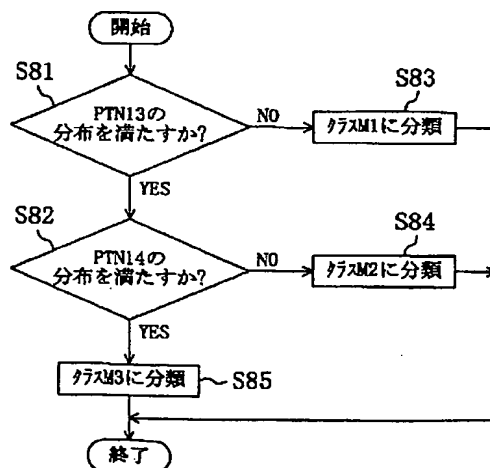 開始
S81
PTN13の
分布を満たすか?
NO
S83
クラスM1に分類
YES
S82
PTN14の
分布を満たすか?
NO
S84
クラスM2に分類
YES
クラスM3に分類
S85
終了